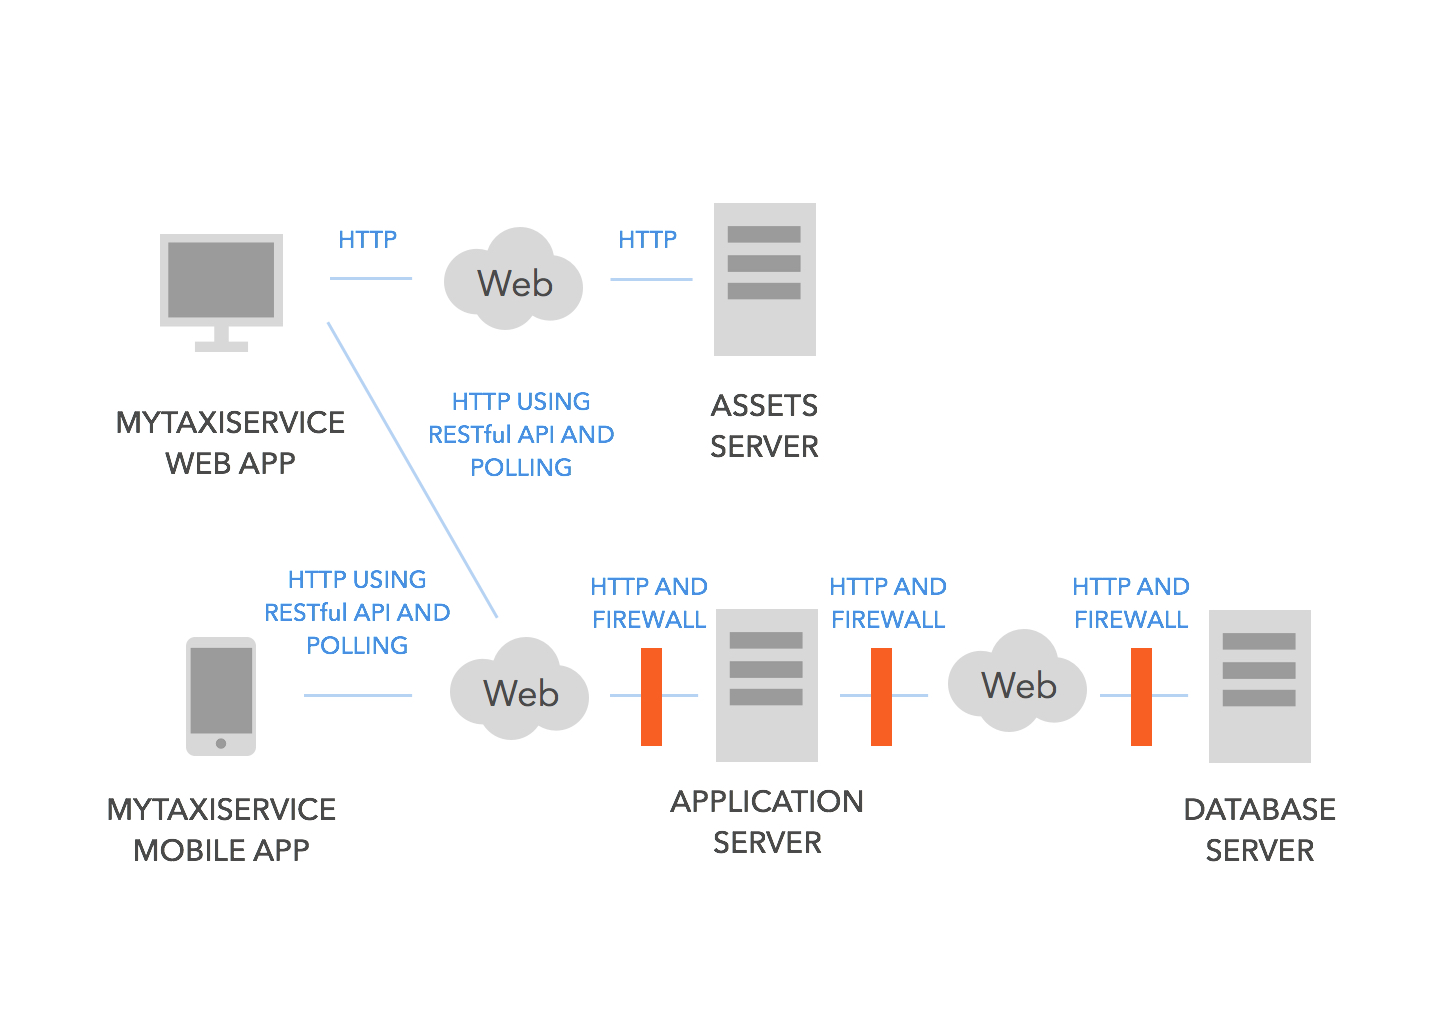 HTTP
Web
HTTP
MYTAXISERVICE
WEB APP
HTTP USING
RESTful API AND
POLLING
ASSETS
SERVER
HTTP USING
RESTful API AND
POLLING
HTTP AND
FIREWALL
HTTP AND
FIREWALL
HTTP AND
FIREWALL
Web
Web
MYTAXISERVICE
MOBILE APP
APPLICATION
SERVER
DATABASE
SERVER